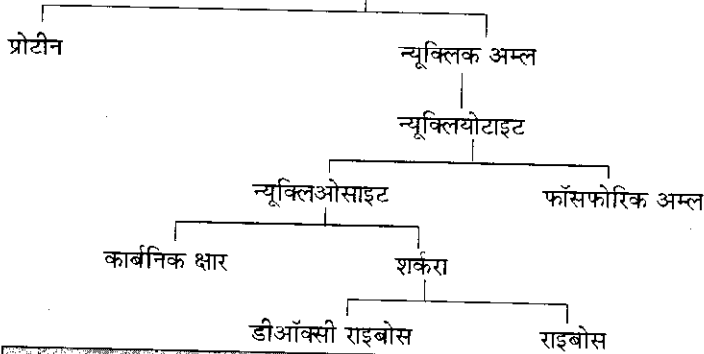 प्रोटीन न्यूक्लिक अम्ल
न्यूक्लियोटाइट
न्यूक्लिओसाइट फॉसफोरिक अम्ल
कार्बनिक क्षार शर्करा
डीऑक्सी राइबोस राइबोस